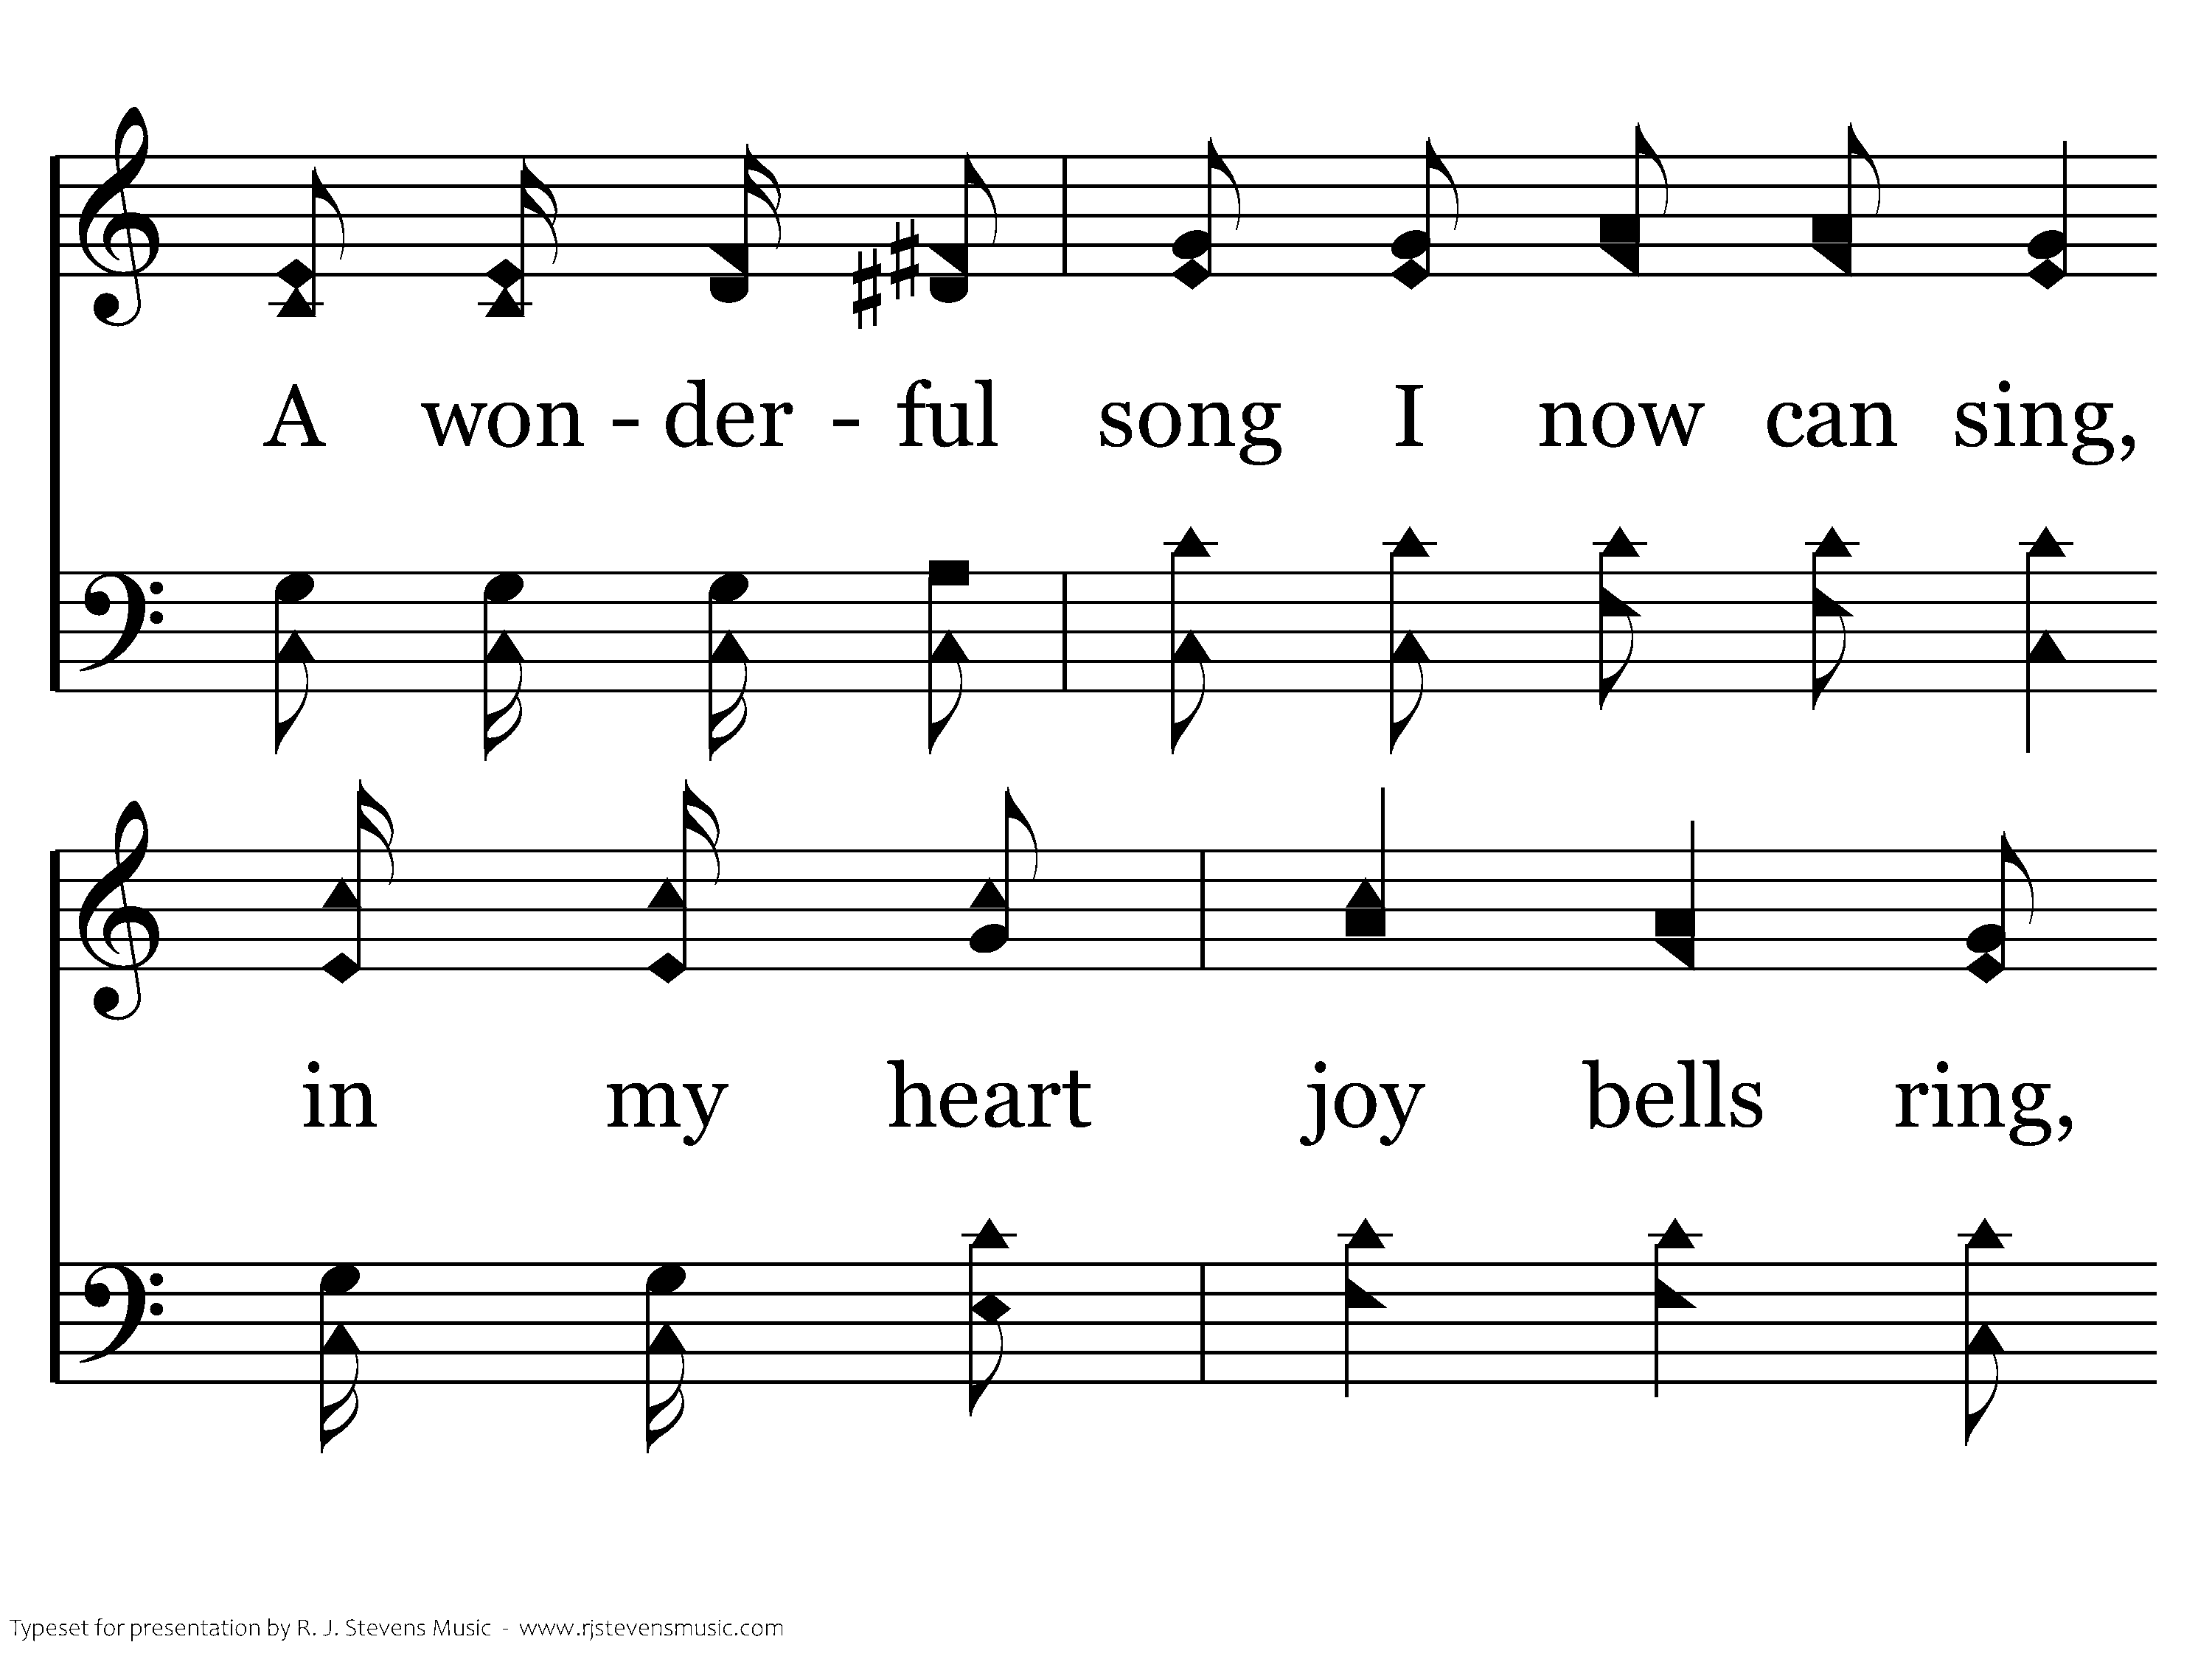 A won - der - ful song I now can sing,
in my heart joy bells ring,
Typeset for presentation by R. J. Stevens Music - www.rjstevensmusic.com